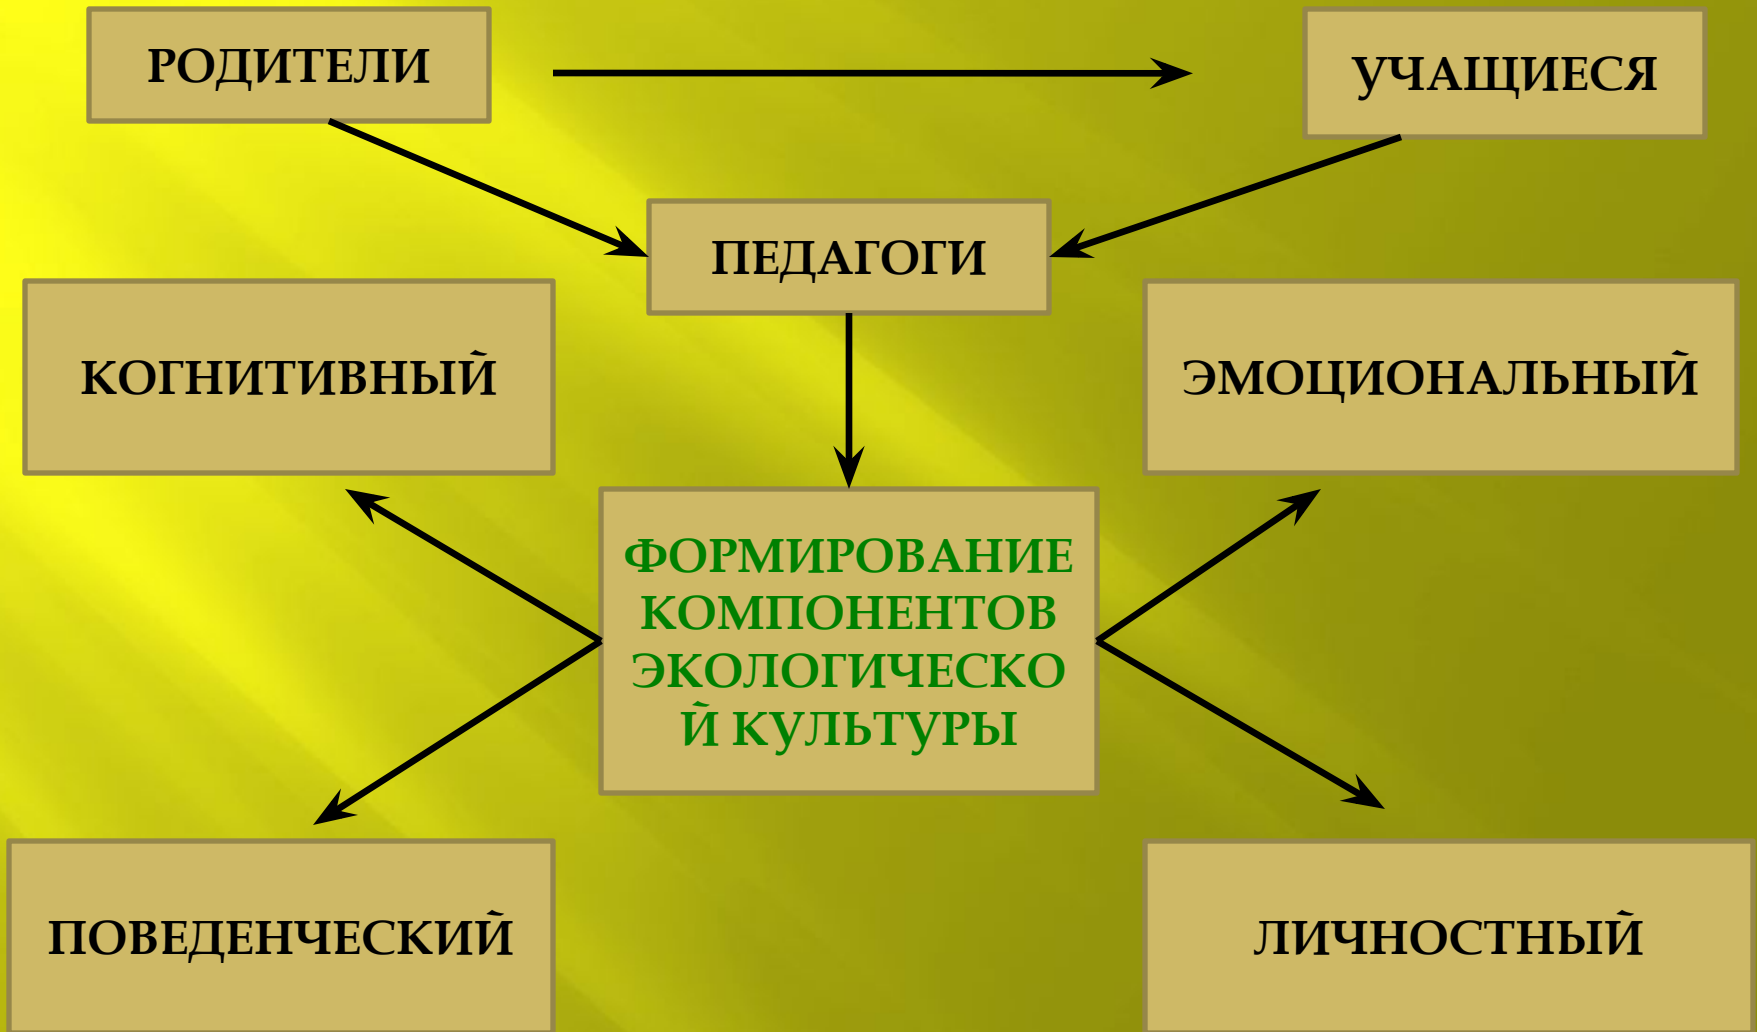 РОДИТЕЛИ
УЧАЩИЕСЯ
ПЕДАГОГИ
КОГНИТИВНЫЙ
ЭМОЦИОНАЛЬНЫЙ
ФОРМИРОВАНИЕ
КОМПОНЕНТОВ
ЭКОЛОГИЧЕСКО
Й КУЛЬТУРЫ
ПОВЕДЕНЧЕСКИЙ
ЛИЧНОСТНЫЙ